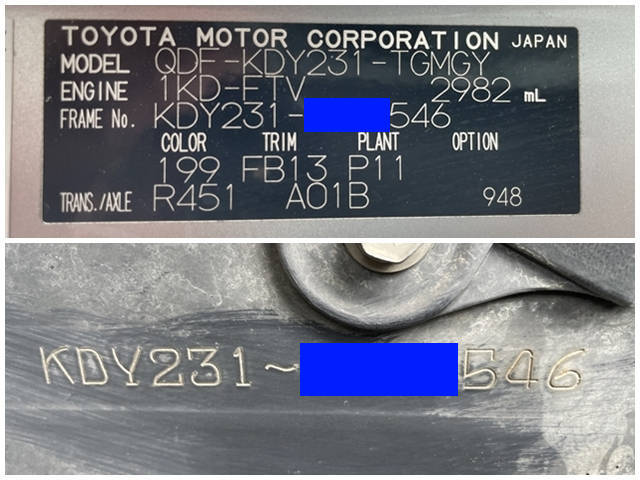 TOYOTA MOTOR CORPORATION JAPAN
MODEL QDF-KDY231-TGMGY
ENGINE 1KD-FTV 2982 mL
FRAME No. KDY231- 546
COLOR TRIM PLANT OPTION
199 FB13 P11
TRANS./AXLE R451 A01B 948
KDY231~ 546